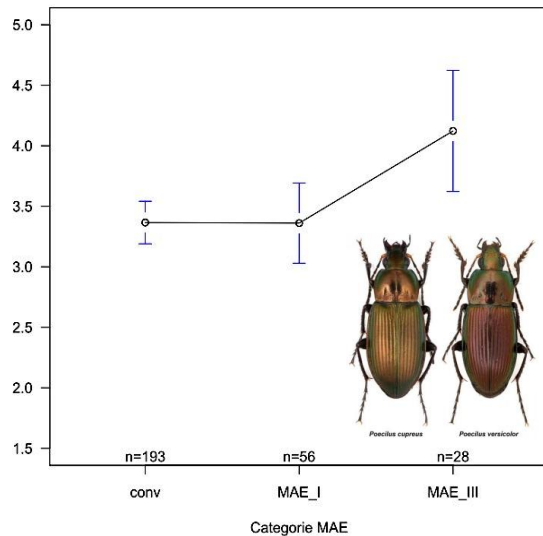 5.0
4.5
4.0
3.5
3.0
2.5
2.0
1.5
Poecilus cupreus Poecilus versicolor
n=193 n=56 n=28
conv MAE_I MAE_III
Categorie MAE